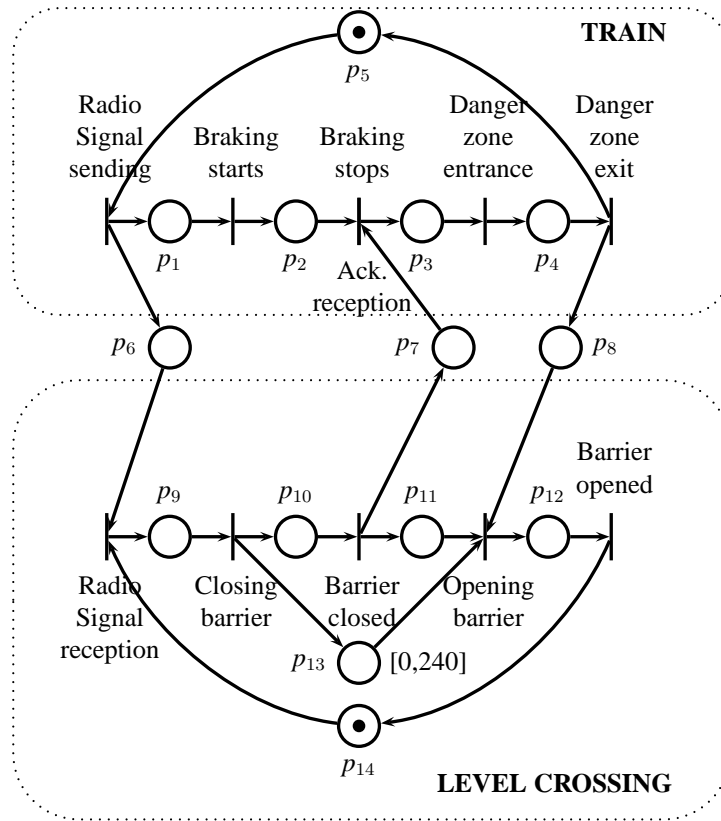 TRAIN
p5
Radio
Signal
sending
Braking
starts
Braking
stops
Danger
zone
entrance
Danger
zone
exit
p1
p2
p3
p4
Ack.
reception
p6
p7
p8
Barrier
opened
p9
p10
p11
p12
Radio
Signal
reception
Closing
barrier
Barrier
closed
Opening
barrier
p13
[0,240]
p14
LEVEL CROSSING